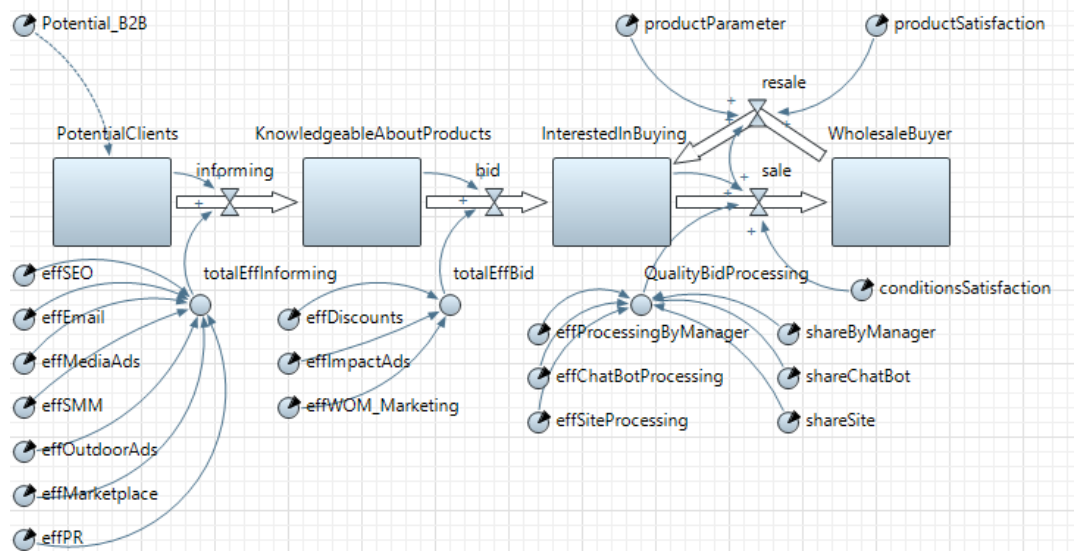 Potential_B2B
productParameter
productSatisfaction
resale
PotentialClients
KnowledgeableAboutProducts
InterestedInBuying
WholesaleBuyer
informing
bid
sale
+
+
+
+
+
+
+
+
+
effSEO
totalEffInforming
totalEffBid
QualityBidProcessing
conditionsSatisfaction
effEmail
effDiscounts
effProcessingByManager
shareByManager
effMediaAds
effImpactAds
effChatBotProcessing
shareChatBot
effSMM
effWOM_Marketing
effSiteProcessing
shareSite
effOutdoorAds
effMarketplace
effPR